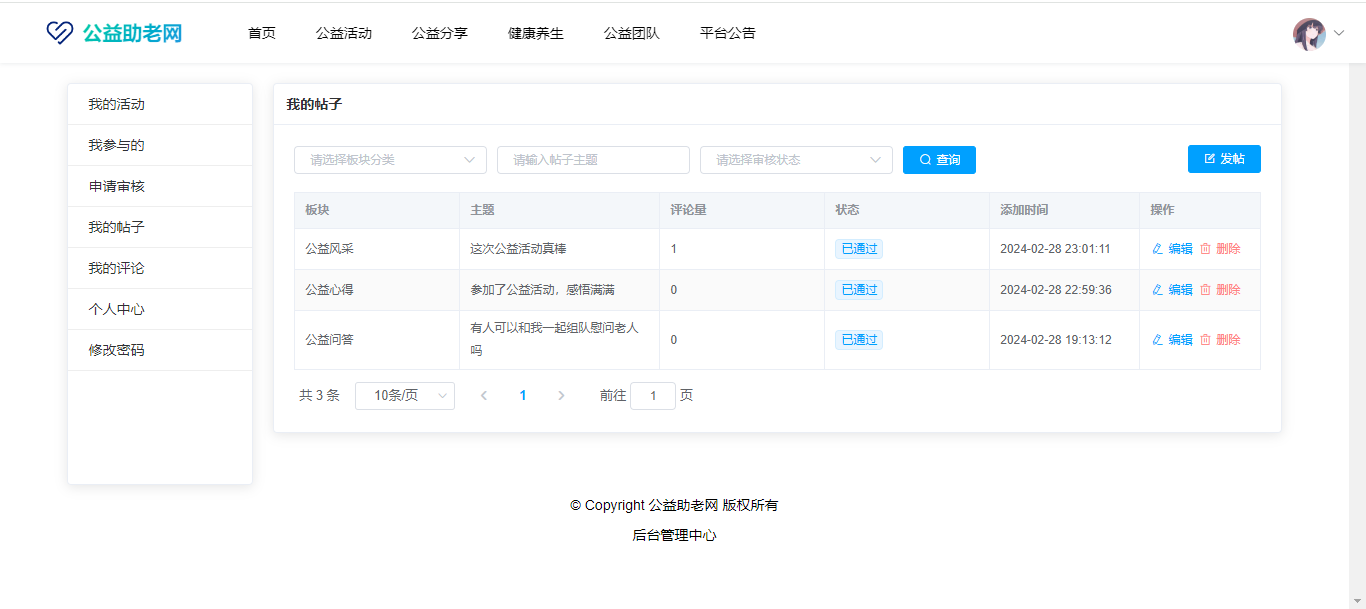 公益助老网 首页 公益活动 公益分享 健康养生 公益团队 平台公告
我的活动
我参与的
申请审核
我的帖子
我的评论
个人中心
修改密码
我的帖子
请选择板块分类 请输入帖子主题 请选择审核状态 查询 发帖
板块 主题 评论量 状态 添加时间 操作
公益风采 这次公益活动真棒 1 已通过 2024-02-28 23:01:11 编辑 删除
公益心得 参加了公益活动，感悟满满 0 已通过 2024-02-28 22:59:36 编辑 删除
公益问答 有人可以和我一起组队慰问老人
吗 0 已通过 2024-02-28 19:13:12 编辑 删除
共 3 条 10条/页 1 前往 1 页
© Copyright 公益助老网 版权所有
后台管理中心